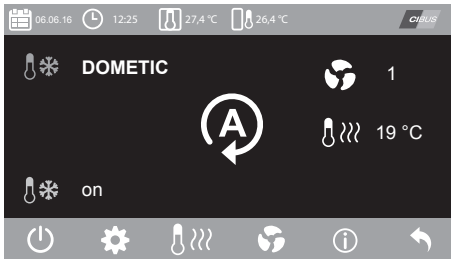 06.06.16 12:25 27,4 °C 26,4 °C CIBUS
DOMETIC 1
A
19 °C
on